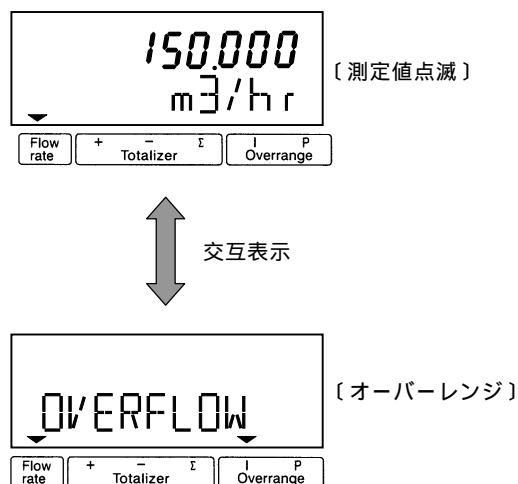 150.000
〔測定値点滅〕
m3/hr
Flow rate
+ − Σ
Totalizer
I P
Overrange
交互表示
〔オーバーレンジ〕
OVERFLOW
Flow rate
+ − Σ
Totalizer
I P
Overrange